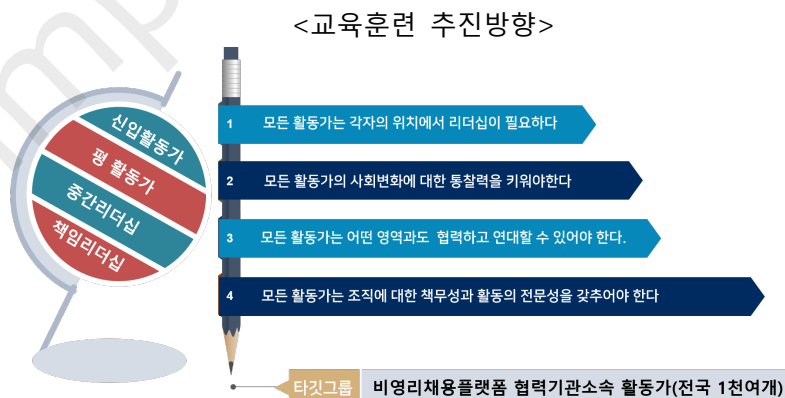 <교육훈련 추진방향>
신입활동가
평 활동가
중간리더십
책임리더십
1 모든 활동가는 각자의 위치에서 리더십이 필요하다
2 모든 활동가의 사회변화에 대한 통찰력을 키워야한다
3 모든 활동가는 어떤 영역과도 협력하고 연대할 수 있어야 한다.
4 모든 활동가는 조직에 대한 책무성과 활동의 전문성을 갖추어야 한다
타깃그룹 비영리채용플랫폼 협력기관소속 활동가(전국 1천여개)